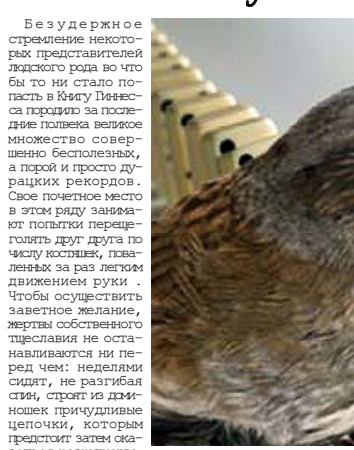 Безудержное
стремление некото-
рых представителей
людского рода во что
бы то ни стало по-
пасть в Книгу Гиннес-
са породило за после-
дние полвека великое
множество совер-
шенно бесполезных,
а порой и просто ду-
рацких рекордов.
Свое почетное место
в этом ряду занима-
ют попытки переще-
голять друг друга по
числу костяшек, пова-
ленных за раз легким
движением руки .
Чтобы осуществить
заветное желание,
жертвы собственного
тщеславия не оста-
навливаются ни пе-
ред чем: неделями
сидят, не разгибая
спин, строят из доми-
ношек причудливые
цепочки, которым
предстоит затем ока-